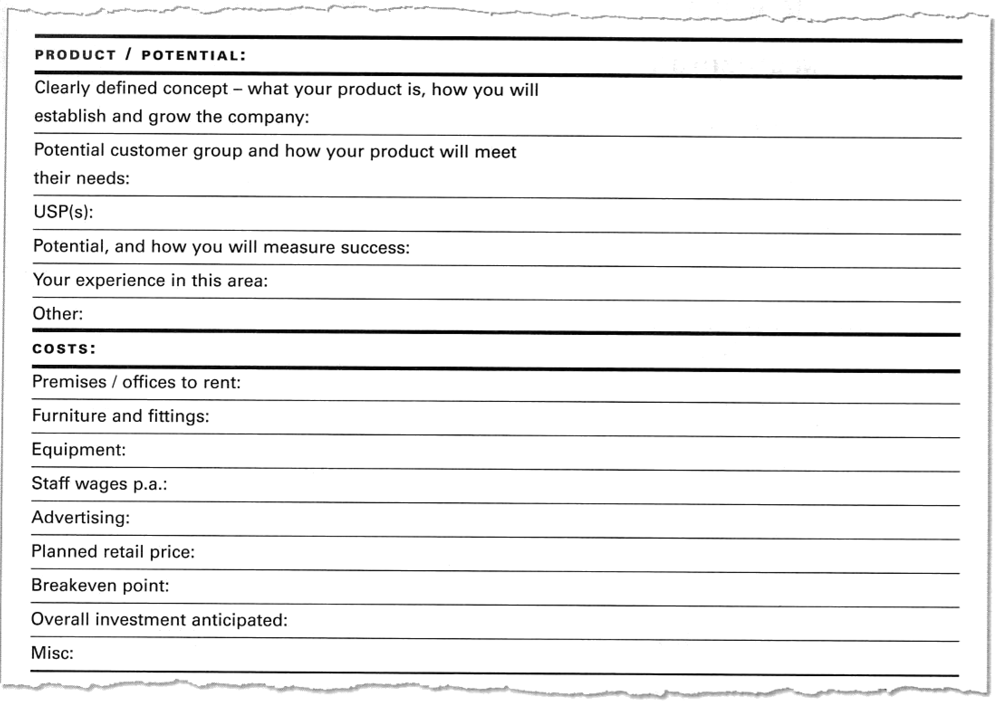 PRODUCT / POTENTIAL:
Clearly defined concept – what your product is, how you will
establish and grow the company:
Potential customer group and how your product will meet
their needs:
USP(s):
Potential, and how you will measure success:
Your experience in this area:
Other:
COSTS:
Premises / offices to rent:
Furniture and fittings:
Equipment:
Staff wages p.a.:
Advertising:
Planned retail price:
Breakeven point:
Overall investment anticipated:
Misc: